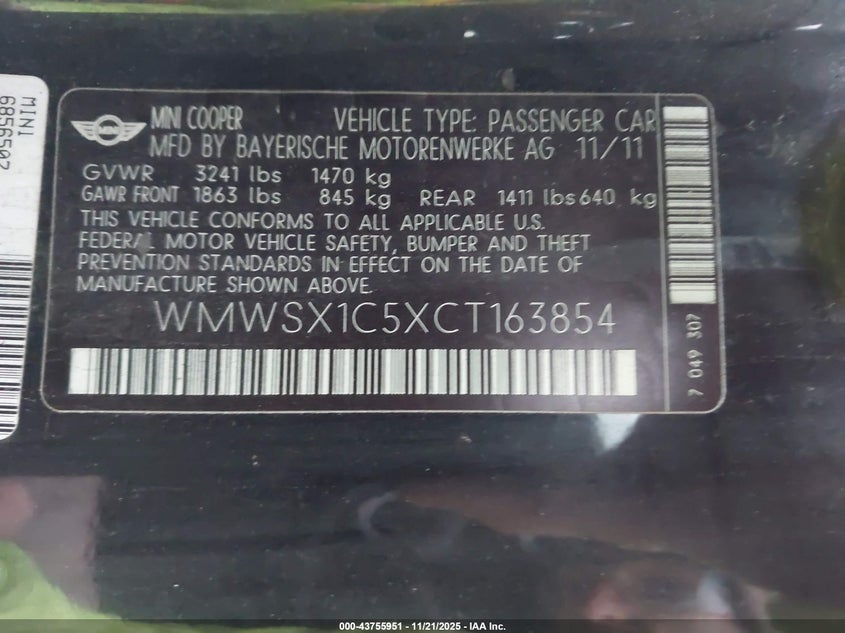 MINI
6856502
MINI COOPER VEHICLE TYPE: PASSENGER CAR
MFD BY BAYERISCHE MOTORENWERKE AG 11/11
GVWR 3241 lbs 1470 kg
GAWR FRONT 1863 lbs 845 kg REAR 1411 lbs 640 kg
THIS VEHICLE CONFORMS TO ALL APPLICABLE U.S.
FEDERAL MOTOR VEHICLE SAFETY, BUMPER AND THEFT
PREVENTION STANDARDS IN EFFECT ON THE DATE OF
MANUFACTURE SHOWN ABOVE.
WMWSX1C5XCT163854
7 049 307
000-43755951 - 11/21/2025 - IAA Inc.